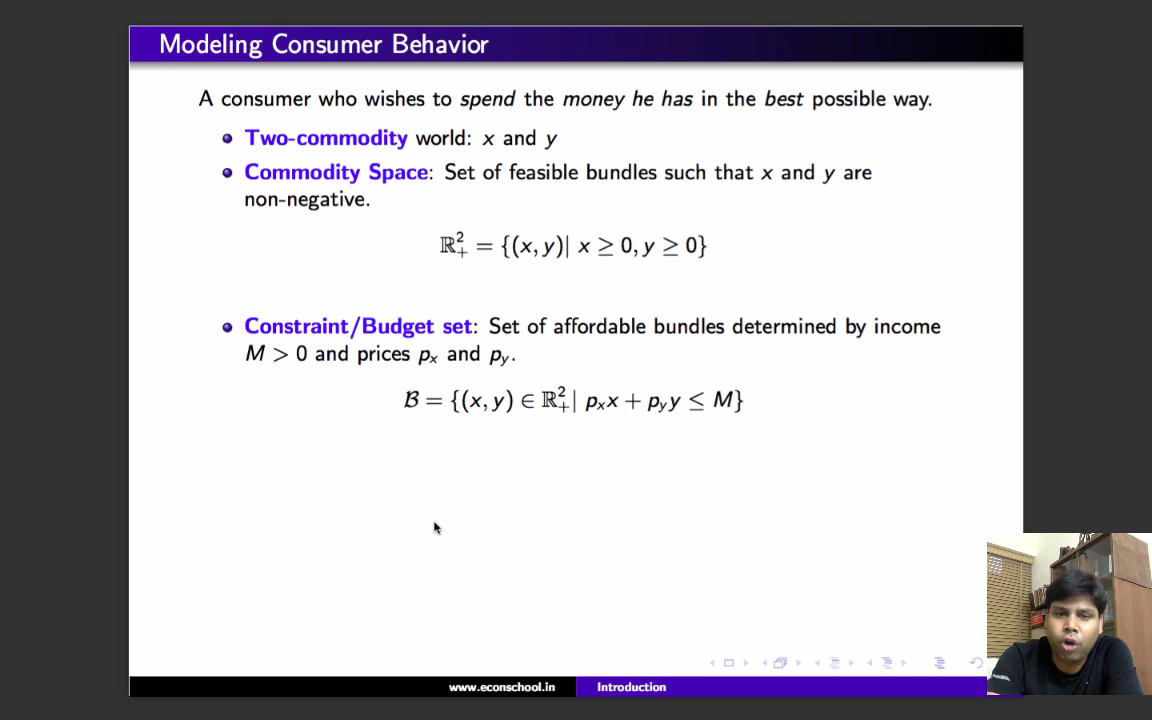 Modeling Consumer Behavior
A consumer who wishes to spend the money he has in the best possible way.
Two-commodity world: x and y
Commodity Space: Set of feasible bundles such that x and y are
non-negative.
ℝ²₊ = {(x, y)| x ≥ 0, y ≥ 0}
Constraint/Budget set: Set of affordable bundles determined by income
M > 0 and prices pₓ and p_y.
ℬ = {(x, y) ∈ ℝ²₊| pₓx + p_yy ≤ M}
www.econschool.in Introduction